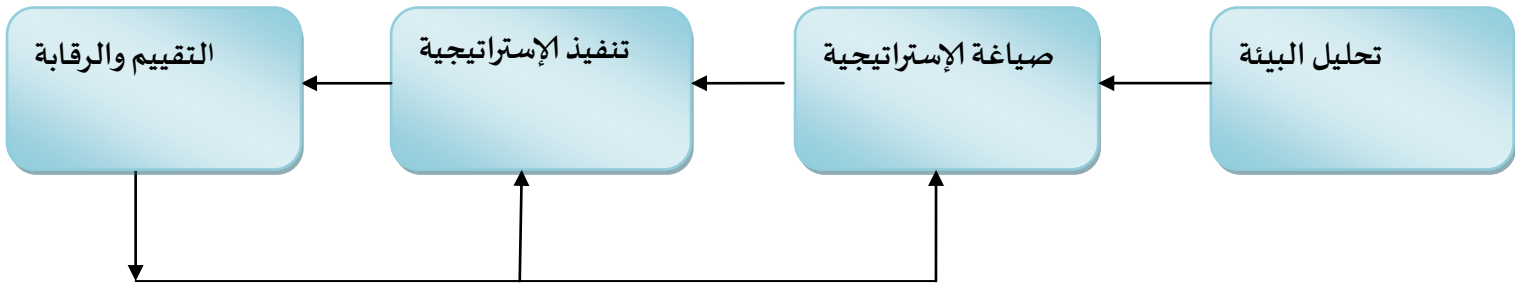 تحليل البيئة
صياغة الإستراتيجية
تنفيذ الإستراتيجية
التقييم والرقابة